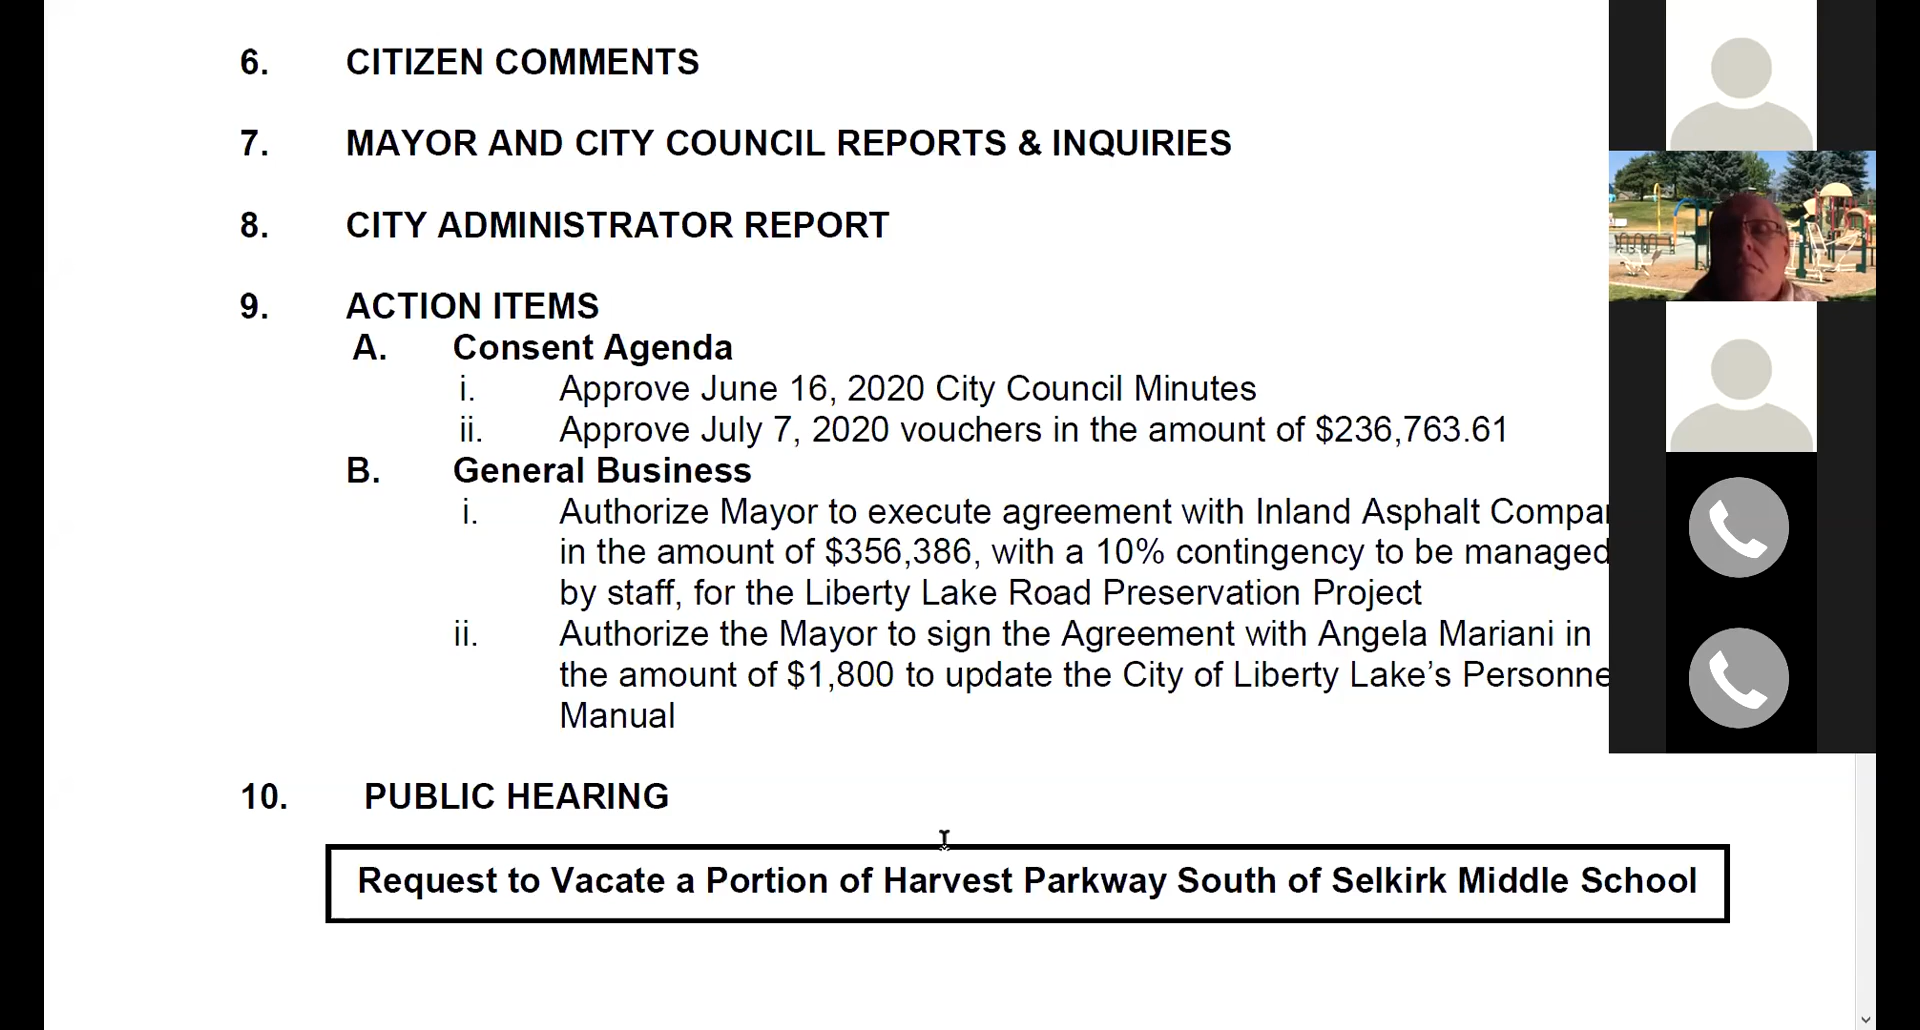 6. CITIZEN COMMENTS
7. MAYOR AND CITY COUNCIL REPORTS & INQUIRIES
8. CITY ADMINISTRATOR REPORT
9. ACTION ITEMS
A. Consent Agenda
i. Approve June 16, 2020 City Council Minutes
ii. Approve July 7, 2020 vouchers in the amount of $236,763.61
B. General Business
i. Authorize Mayor to execute agreement with Inland Asphalt
in the amount of $356,386, with a 10% contingency to be managed
by staff, for the Liberty Lake Road Preservation Project
ii. Authorize the Mayor to sign the Agreement with Angela Mariani in
the amount of $1,800 to update the City of Liberty Lake’s
Manual
10. PUBLIC HEARING
Request to Vacate a Portion of Harvest Parkway South of Selkirk Middle School